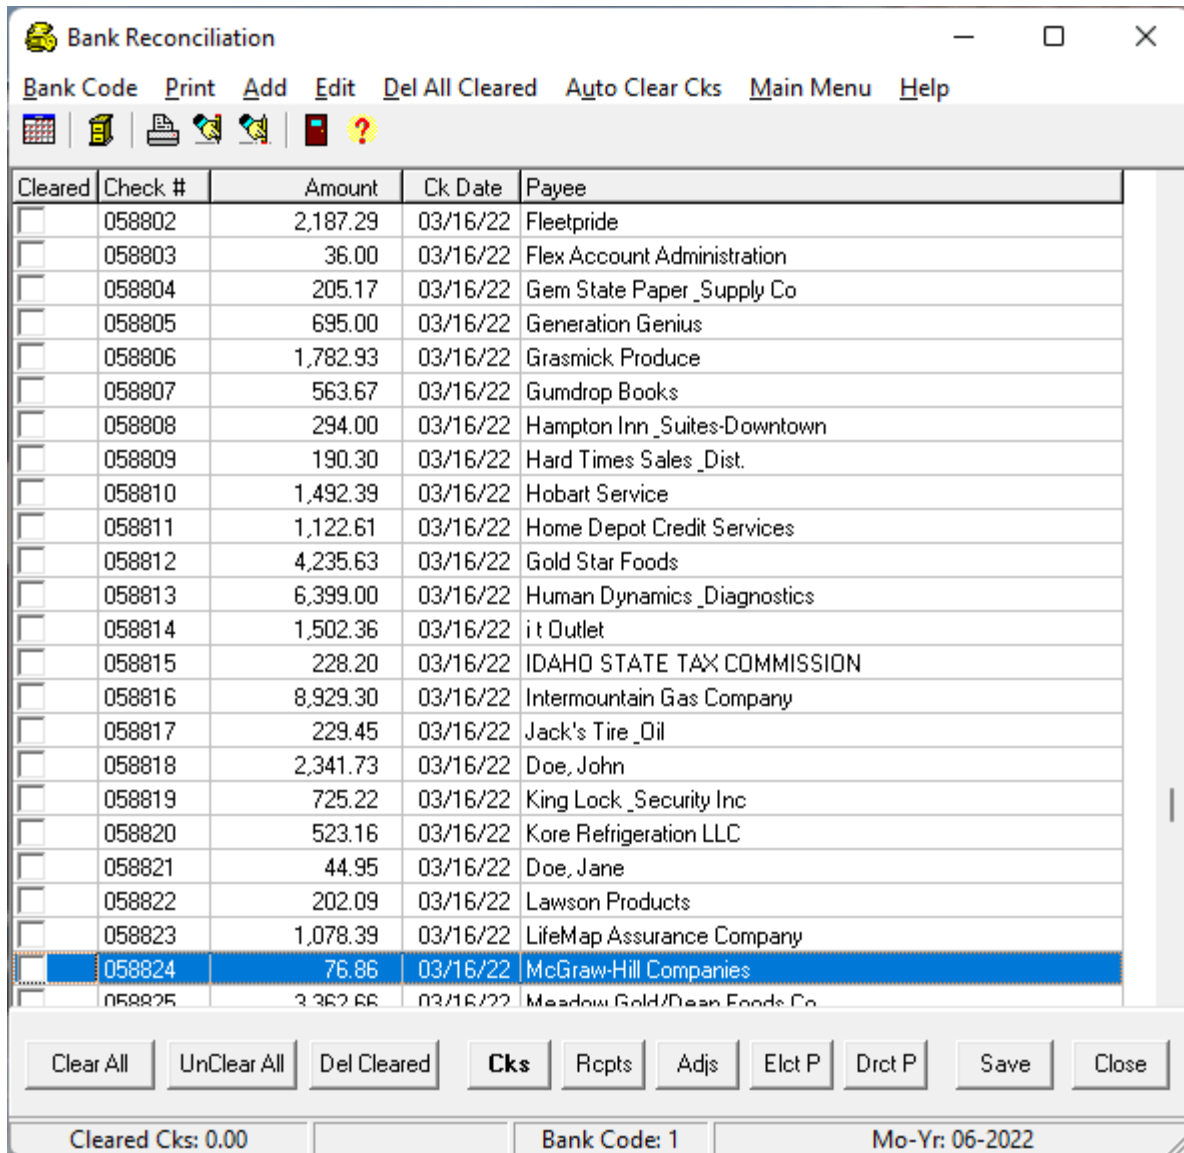 Bank Reconciliation
Bank Code Print Add Edit Del All Cleared Auto Clear Cks Main Menu Help
Cleared Check # Amount Ck Date Payee
058802 2,187.29 03/16/22 Fleetpride
058803 36.00 03/16/22 Flex Account Administration
058804 205.17 03/16/22 Gem State Paper _Supply Co
058805 695.00 03/16/22 Generation Genius
058806 1,782.93 03/16/22 Grasmick Produce
058807 563.67 03/16/22 Gumdrop Books
058808 294.00 03/16/22 Hampton Inn _Suites-Downtown
058809 190.30 03/16/22 Hard Times Sales _Dist.
058810 1,492.39 03/16/22 Hobart Service
058811 1,122.61 03/16/22 Home Depot Credit Services
058812 4,235.63 03/16/22 Gold Star Foods
058813 6,399.00 03/16/22 Human Dynamics _Diagnostics
058814 1,502.36 03/16/22 i t Outlet
058815 228.20 03/16/22 IDAHO STATE TAX COMMISSION
058816 8,929.30 03/16/22 Intermountain Gas Company
058817 229.45 03/16/22 Jack's Tire _Oil
058818 2,341.73 03/16/22 Doe, John
058819 725.22 03/16/22 King Lock _Security Inc
058820 523.16 03/16/22 Kore Refrigeration LLC
058821 44.95 03/16/22 Doe, Jane
058822 202.09 03/16/22 Lawson Products
058823 1,078.39 03/16/22 LifeMap Assurance Company
058824 76.86 03/16/22 McGraw-Hill Companies
058825 3,362.66 03/16/22 Meadow Gold/Dean Foods Co
Clear All UnClear All Del Cleared Cks Rcpts Adjs Elct P Drct P Save Close
Cleared Cks: 0.00 Bank Code: 1 Mo-Yr: 06-2022